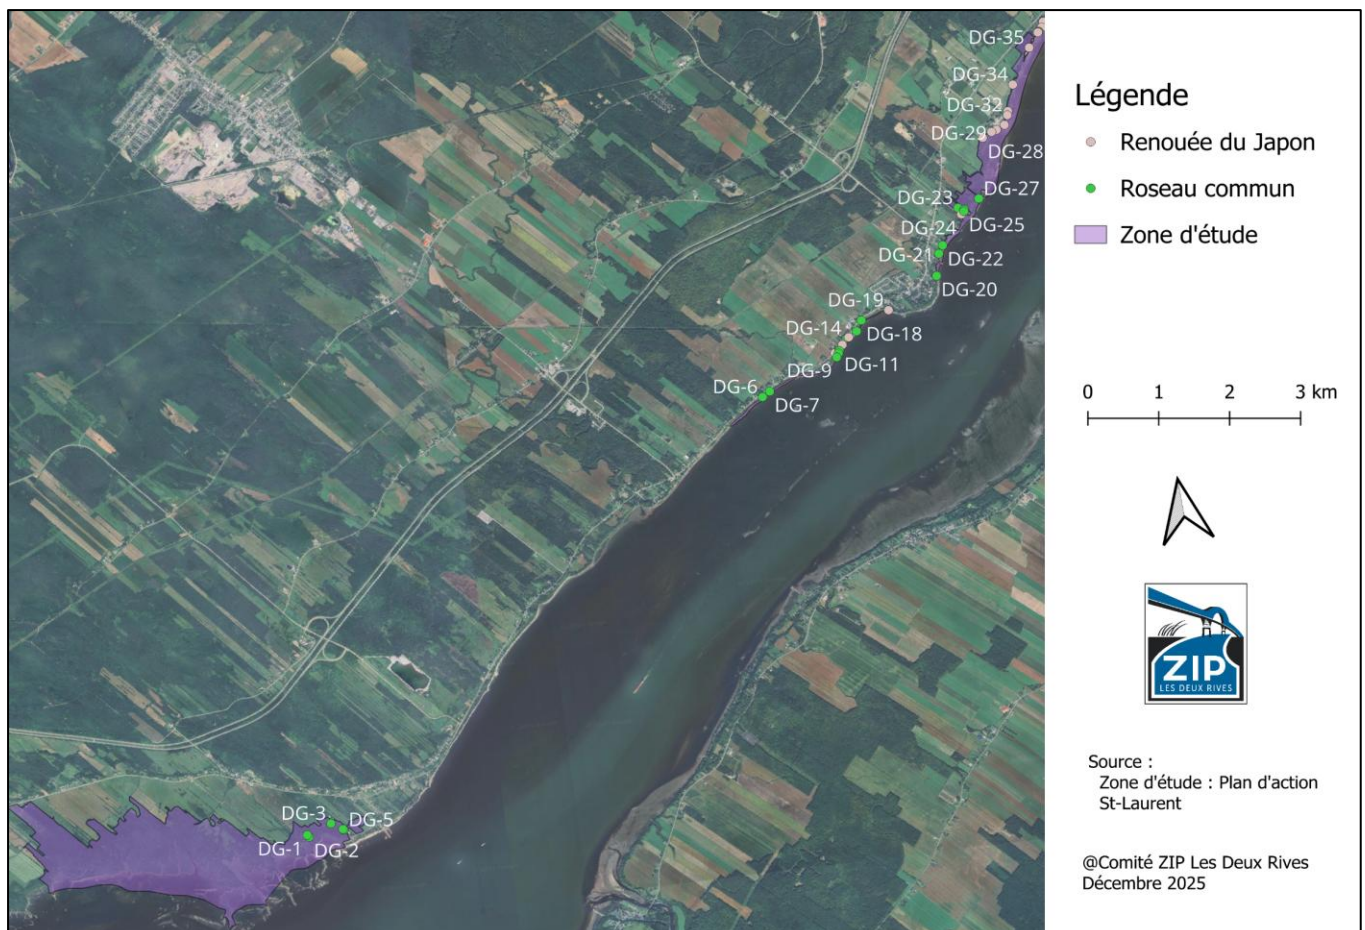 DG-35
DG-34
DG-32
DG-29
DG-28
DG-27
DG-23
DG-25
DG-24
DG-21
DG-22
DG-20
DG-19
DG-14
DG-18
DG-9
DG-11
DG-6
DG-7
DG-3
DG-5
DG-1
DG-2
Légende
Renouée du Japon
Roseau commun
Zone d'étude
0 1 2 3 km
ZIP
LES DEUX RIVES
Source :
Zone d'étude : Plan d'action
St-Laurent
@Comité ZIP Les Deux Rives
Décembre 2025